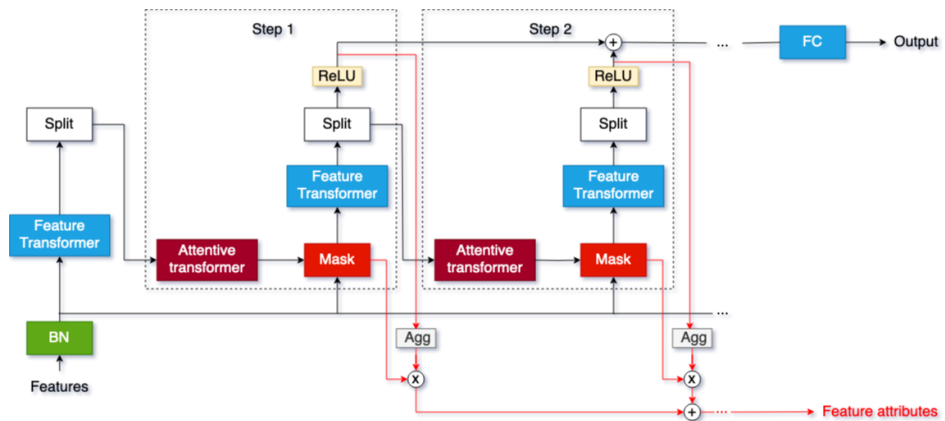 Step 1
Step 2
FC
Output
...
ReLU
ReLU
Split
Split
Split
Feature
Transformer
Feature
Transformer
Feature
Transformer
Attentive
transformer
Mask
Attentive
transformer
Mask
...
BN
Agg
Agg
Features
x
x
+
+
...
Feature attributes